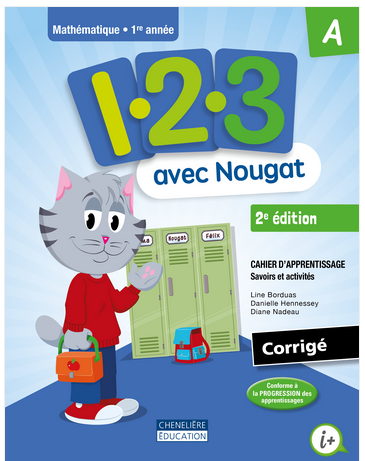 Mathématique • 1re année
A
1•2•3
avec Nougat
2e édition
CAHIER D'APPRENTISSAGE
Savoirs et activités
Line Borduas
Danielle Hennessey
Diane Nadeau
Nougat
Félix
Corrigé
Conforme à
la PROGRESSION des
apprentissages
CHENELIÈRE
ÉDUCATION
i+